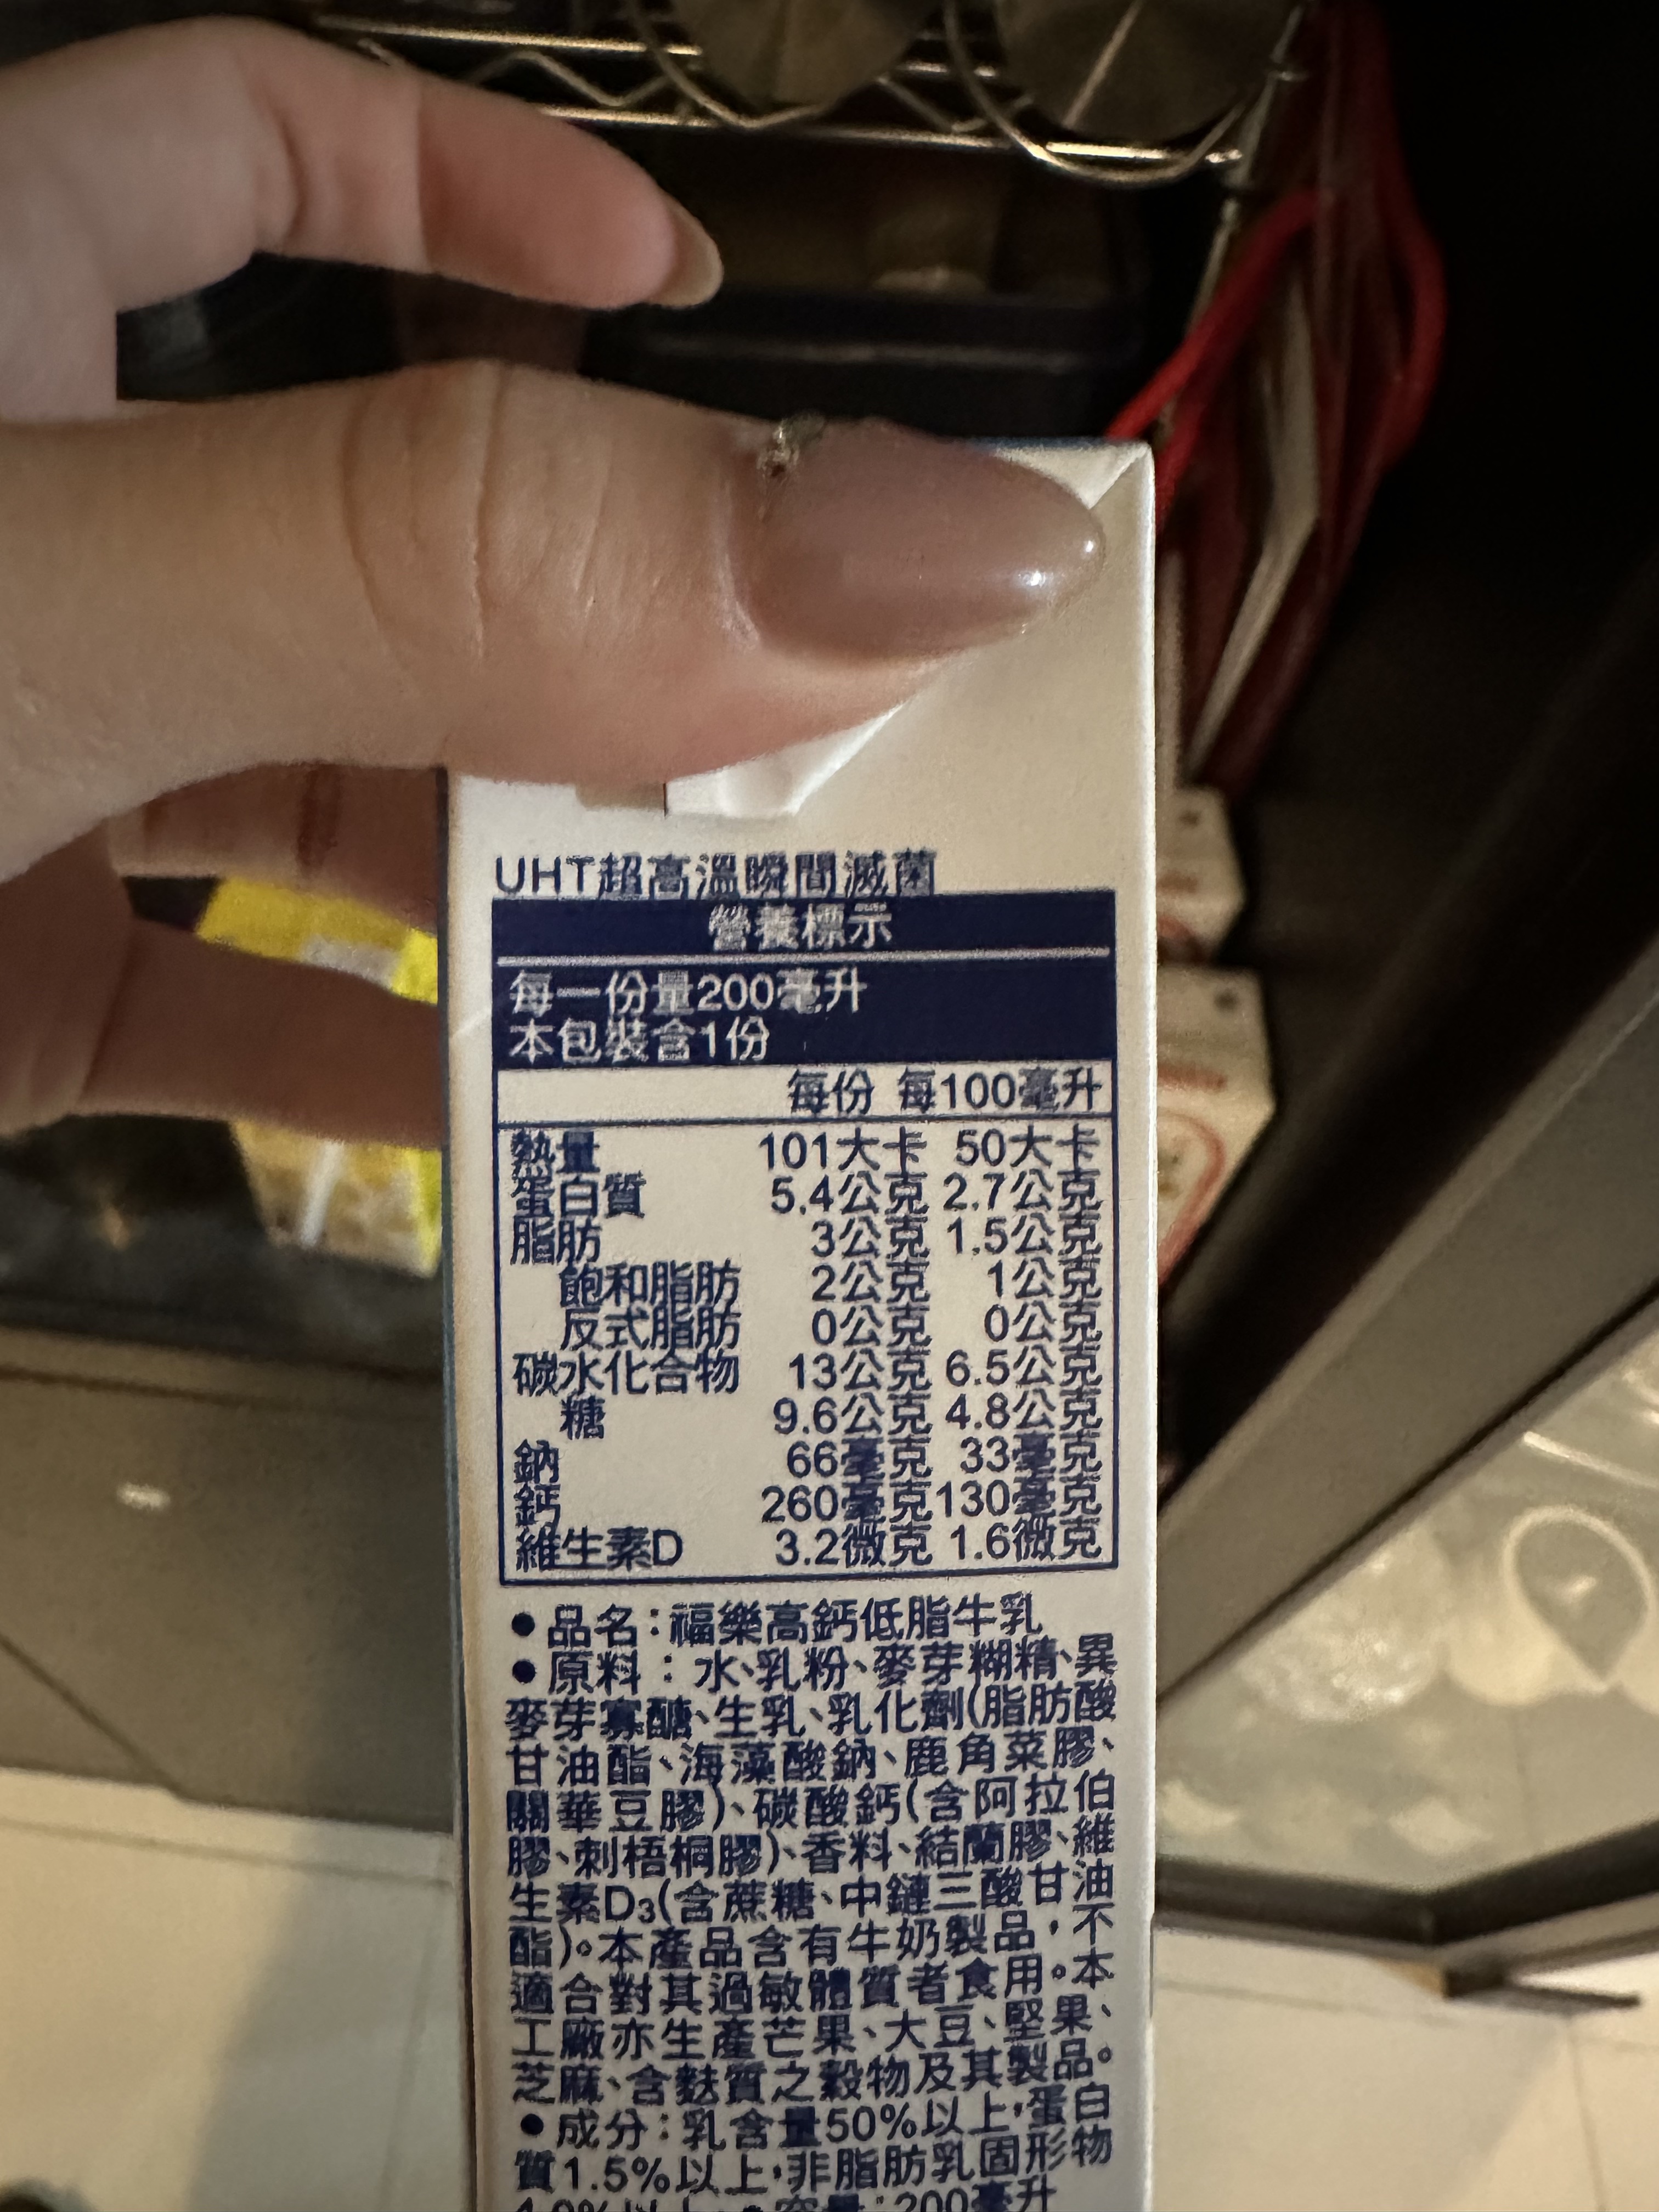 UHT超高溫瞬間滅菌
營養標示
每一份量200毫升
本包裝含1份
每份 每100毫升
熱量 101大卡 50大卡
蛋白質 5.4公克 2.7公克
脂肪 3公克 1.5公克
飽和脂肪 2公克 1公克
反式脂肪 0公克 0公克
碳水化合物 13公克 6.5公克
糖 9.6公克 4.8公克
鈉 66毫克 33毫克
鈣 260毫克 130毫克
維生素D 3.2微克 1.6微克
●品名：福樂高鈣低脂牛乳
●原料：水、乳粉、麥芽糊精、異
麥芽寡醣、生乳、乳化劑(脂肪酸
甘油酯、海藻酸鈉、鹿角菜膠、
關華豆膠)、碳酸鈣(含阿拉伯
膠、刺梧桐膠)、香料、結蘭膠、維
生素D₃(含蔗糖、中鏈三酸甘油
酯)。本產品含有牛奶製品，不
適合對其過敏體質者食用。本
工廠亦生產芒果、大豆、堅果、
芝麻、含麩質之穀物及其製品。
●成分：乳含量50%以上，蛋白
質1.5%以上，非脂肪乳固形物
容量：200毫升